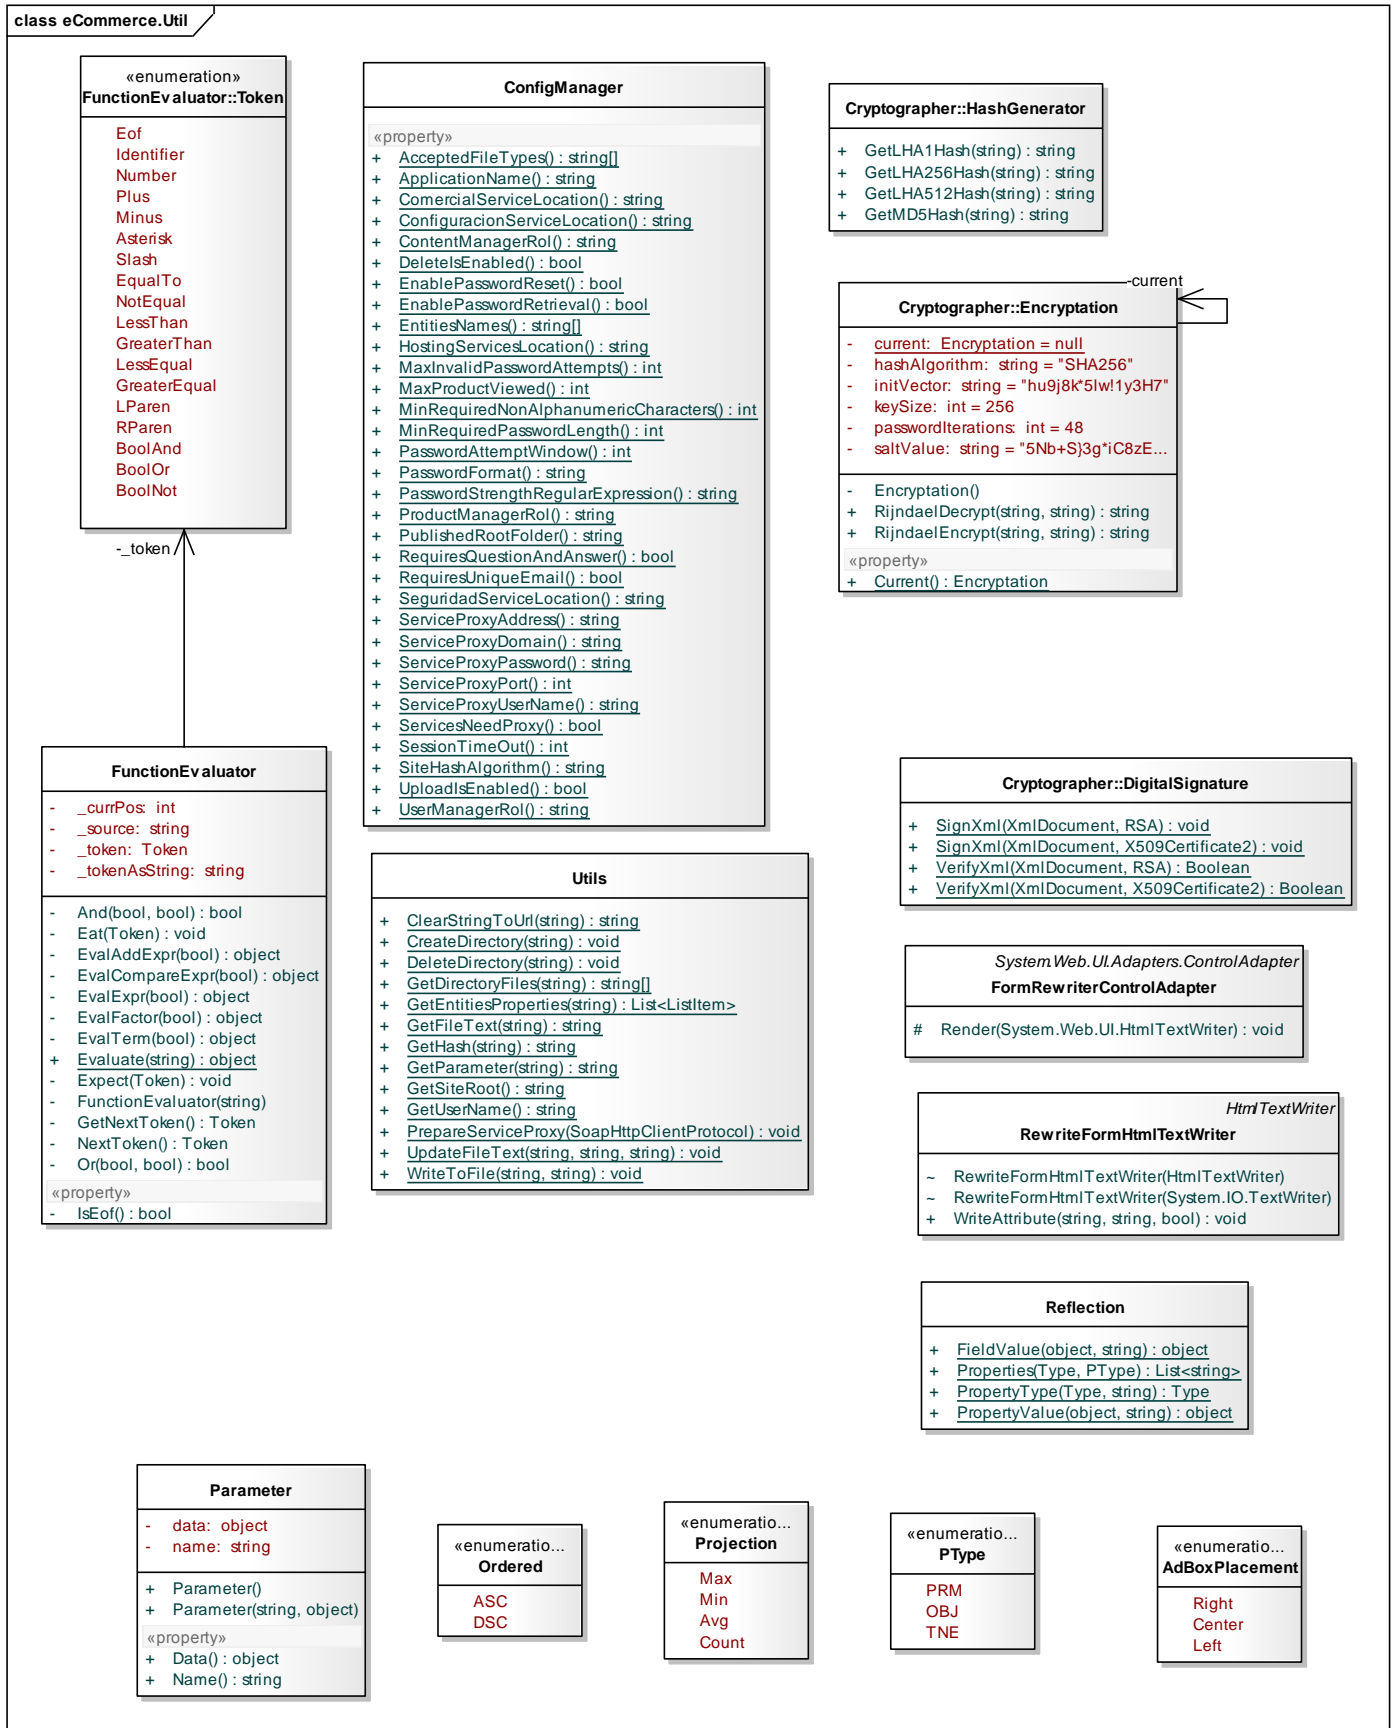 class eCommerce.Util
«enumeration»
FunctionEvaluator::Token
Eof
Identifier
Number
Plus
Minus
Asterisk
Slash
EqualTo
NotEqual
LessThan
GreaterThan
LessEqual
GreaterEqual
LParen
RParen
BoolAnd
BoolOr
BoolNot
-_token
FunctionEvaluator
- _currPos: int
- _source: string
- _token: Token
- _tokenAsString: string
- And(bool, bool) : bool
- Eat(Token) : void
- EvalAddExpr(bool) : object
- EvalCompareExpr(bool) : object
- EvalExpr(bool) : object
- EvalFactor(bool) : object
- EvalTerm(bool) : object
+ Evaluate(string) : object
- Expect(Token) : void
- FunctionEvaluator(string)
- GetNextToken() : Token
- NextToken() : Token
- Or(bool, bool) : bool
«property»
- IsEof() : bool
ConfigManager
«property»
+ AcceptedFileTypes() : string[]
+ ApplicationName() : string
+ ComercialServiceLocation() : string
+ ConfiguracionServiceLocation() : string
+ ContentManagerRol() : string
+ DeleteIsEnabled() : bool
+ EnablePasswordReset() : bool
+ EnablePasswordRetrieval() : bool
+ EntitiesNames() : string[]
+ HostingServicesLocation() : string
+ MaxInvalidPasswordAttempts() : int
+ MaxProductViewed() : int
+ MinRequiredNonAlphanumericCharacters() : int
+ MinRequiredPasswordLength() : int
+ PasswordAttemptWindow() : int
+ PasswordFormat() : string
+ PasswordStrengthRegularExpression() : string
+ ProductManagerRol() : string
+ PublishedRootFolder() : string
+ RequiresQuestionAndAnswer() : bool
+ RequiresUniqueEmail() : bool
+ SeguridadServiceLocation() : string
+ ServiceProxyAddress() : string
+ ServiceProxyDomain() : string
+ ServiceProxyPassword() : string
+ ServiceProxyPort() : int
+ ServiceProxyUserName() : string
+ ServicesNeedProxy() : bool
+ SessionTimeOut() : int
+ SiteHashAlgorithm() : string
+ UploadIsEnabled() : bool
+ UserManagerRol() : string
Utils
+ ClearStringToUrl(string) : string
+ CreateDirectory(string) : void
+ DeleteDirectory(string) : void
+ GetDirectoryFiles(string) : string[]
+ GetEntitiesProperties(string) : List<ListItem>
+ GetFileText(string) : string
+ GetHash(string) : string
+ GetParameter(string) : string
+ GetSiteRoot() : string
+ GetUserName() : string
+ PrepareServiceProxy(SoapHttpClientProtocol) : void
+ UpdateFileText(string, string, string) : void
+ WriteToFile(string, string) : void
Cryptographer::HashGenerator
+ GetLHA1Hash(string) : string
+ GetLHA256Hash(string) : string
+ GetLHA512Hash(string) : string
+ GetMD5Hash(string) : string
-current
Cryptographer::Encryptation
- current: Encryptation = null
- hashAlgorithm: string = "SHA256"
- initVector: string = "hu9j8k*5lw!1y3H7"
- keySize: int = 256
- passwordIterations: int = 48
- saltValue: string = "5Nb+S}3g*iC8zE...
- Encryptation()
+ RijndaelDecrypt(string, string) : string
+ RijndaelEncrypt(string, string) : string
«property»
+ Current() : Encryptation
Cryptographer::DigitalSignature
+ SignXml(XmlDocument, RSA) : void
+ SignXml(XmlDocument, X509Certificate2) : void
+ VerifyXml(XmlDocument, RSA) : Boolean
+ VerifyXml(XmlDocument, X509Certificate2) : Boolean
System.Web.UI.Adapters.ControlAdapter
FormRewriterControlAdapter
# Render(System.Web.UI.HtmlTextWriter) : void
HtmlTextWriter
RewriteFormHtmlTextWriter
~ RewriteFormHtmlTextWriter(HtmlTextWriter)
~ RewriteFormHtmlTextWriter(System.IO.TextWriter)
+ WriteAttribute(string, string, bool) : void
Reflection
+ FieldValue(object, string) : object
+ Properties(Type, PType) : List<string>
+ PropertyType(Type, string) : Type
+ PropertyValue(object, string) : object
Parameter
- data: object
- name: string
+ Parameter()
+ Parameter(string, object)
«property»
+ Data() : object
+ Name() : string
«enumeratio...
Ordered
ASC
DSC
«enumeratio...
Projection
Max
Min
Avg
Count
«enumeratio...
PType
PRM
OBJ
TNE
«enumeratio...
AdBoxPlacement
Right
Center
Left